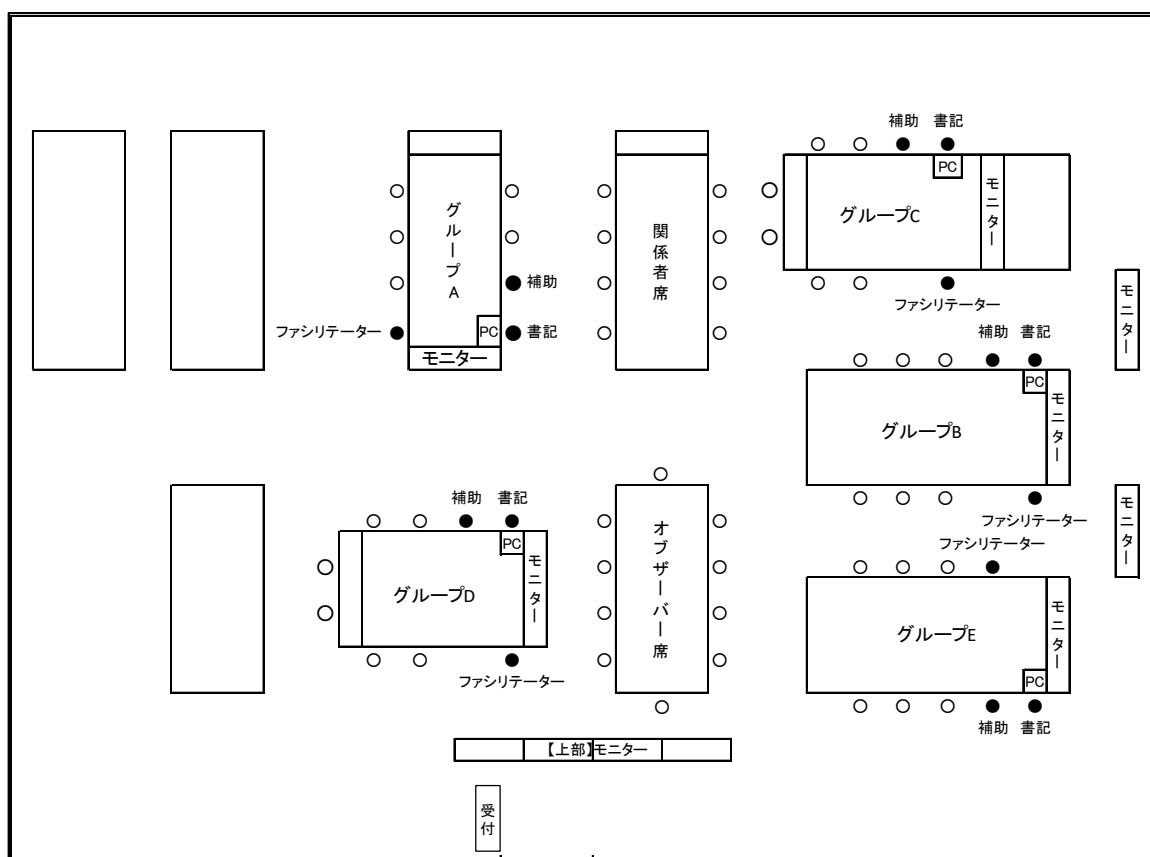 補助 書記
PC
グループC
モニター
ファシリテーター
グループA
補助
ファシリテーター
PC
書記
モニター
関係者席
モニター
補助 書記
PC
グループB
モニター
ファシリテーター
モニター
補助 書記
PC
グループD
モニター
ファシリテーター
オブザーバー席
ファシリテーター
グループE
モニター
PC
補助 書記
【上部】モニター
受付